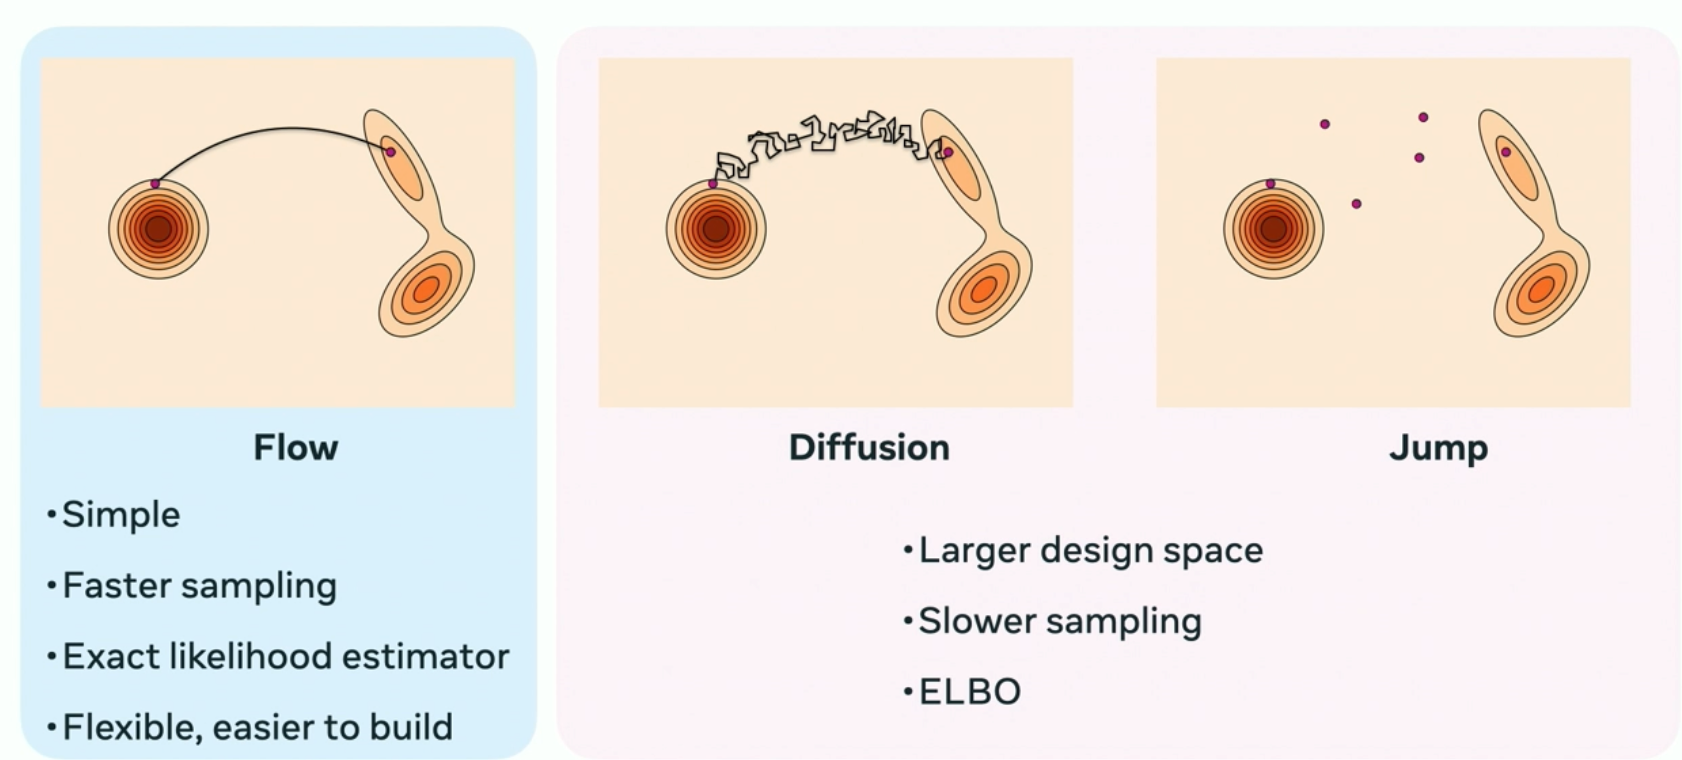 Flow
• Simple
• Faster sampling
• Exact likelihood estimator
• Flexible, easier to build
Diffusion
Jump
• Larger design space
• Slower sampling
• ELBO